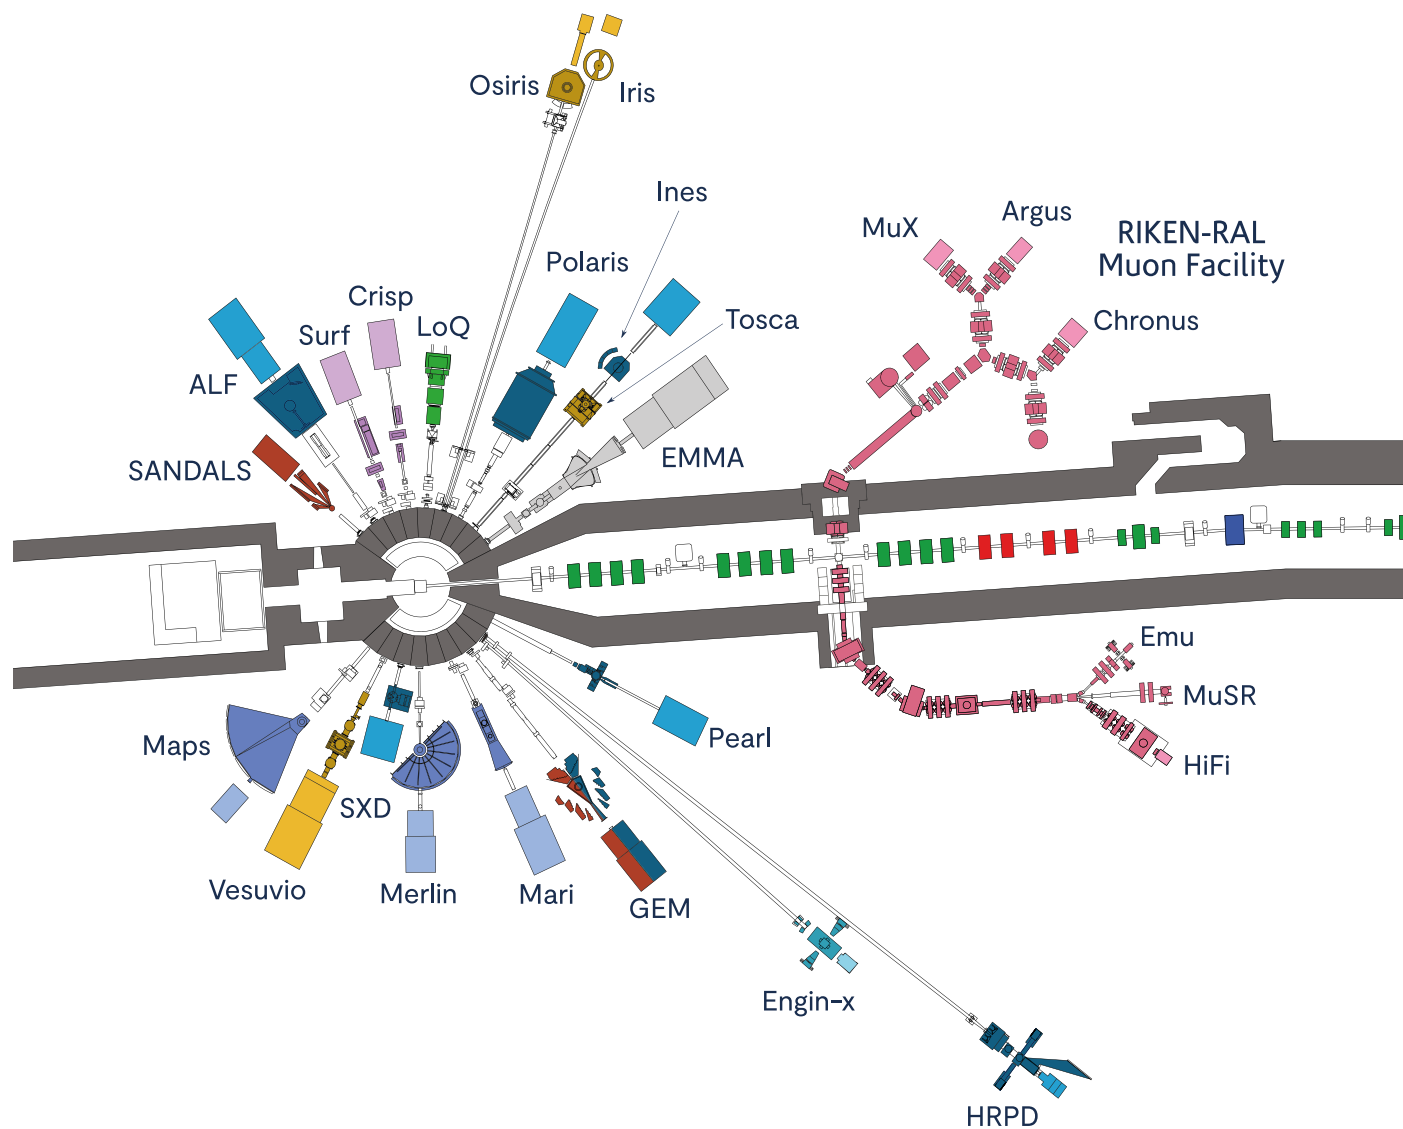 Osiris
Iris
Ines
Polaris
Tosca
Crisp
Surf
LoQ
ALF
SANDALS
EMMA
MuX
Argus
RIKEN-RAL
Muon Facility
Chronus
Emu
MuSR
HiFi
Maps
SXD
Pearl
Vesuvio
Merlin
Mari
GEM
Engin-x
HRPD